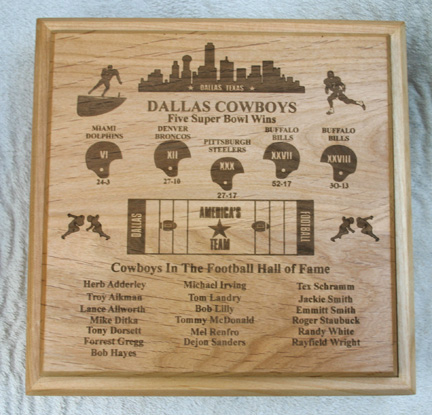 DALLAS TEXAS
DALLAS COWBOYS
Five Super Bowl Wins
MIAMI DOLPHINS
VI
24-3
DENVER BRONCOS
XII
27-10
PITTSBURGH STEELERS
XXX
27-17
BUFFALO BILLS
XXVII
52-17
BUFFALO BILLS
XXVIII
30-13
DALLAS
AMERICA'S
TEAM
FOOTBALL
Cowboys In The Football Hall of Fame
Herb Adderley
Troy Aikman
Lance Allworth
Mike Ditka
Tony Dorsett
Forrest Gregg
Bob Hayes
Michael Irving
Tom Landry
Bob Lilly
Tommy McDonald
Mel Renfro
Dejon Sanders
Tex Schramm
Jackie Smith
Emmitt Smith
Roger Staubuck
Randy White
Rayfield Wright